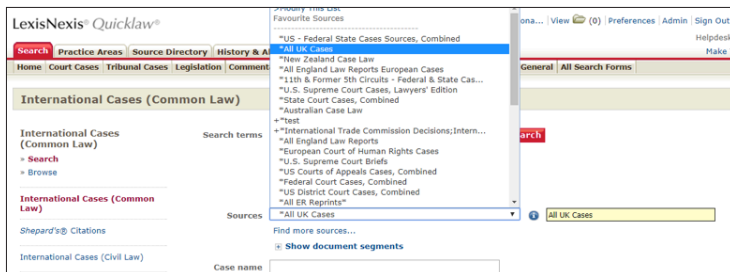 LexisNexis® Quicklaw®
ona... View (0) Preferences Admin Sign Out
Helpdesk
Search Practice Areas Source Directory History & Al
Make
Home Court Cases Tribunal Cases Legislation Comment
General All Search Forms
>Modify This List
Favourite Sources
------------------------------
*US - Federal State Cases Sources, Combined
*All UK Cases
*New Zealand Case Law
*All England Law Reports European Cases
*11th & Former 5th Circuits - Federal & State Cas...
*U.S. Supreme Court Cases, Lawyers' Edition
*State Court Cases, Combined
*Australian Case Law
+*test
+*International Trade Commission Decisions;Intern...
*All England Law Reports
*European Court of Human Rights Cases
*U.S. Supreme Court Briefs
*US Courts of Appeals Cases, Combined
*Federal Court Cases, Combined
*US District Court Cases, Combined
*All ER Reprints*
International Cases (Common Law)
International Cases
(Common Law)
» Search
» Browse
International Cases (Common
Law)
Shepard's® Citations
International Cases (Civil Law)
Search terms
arch
Sources
*All UK Cases
All UK Cases
Find more sources...
Show document segments
Case name